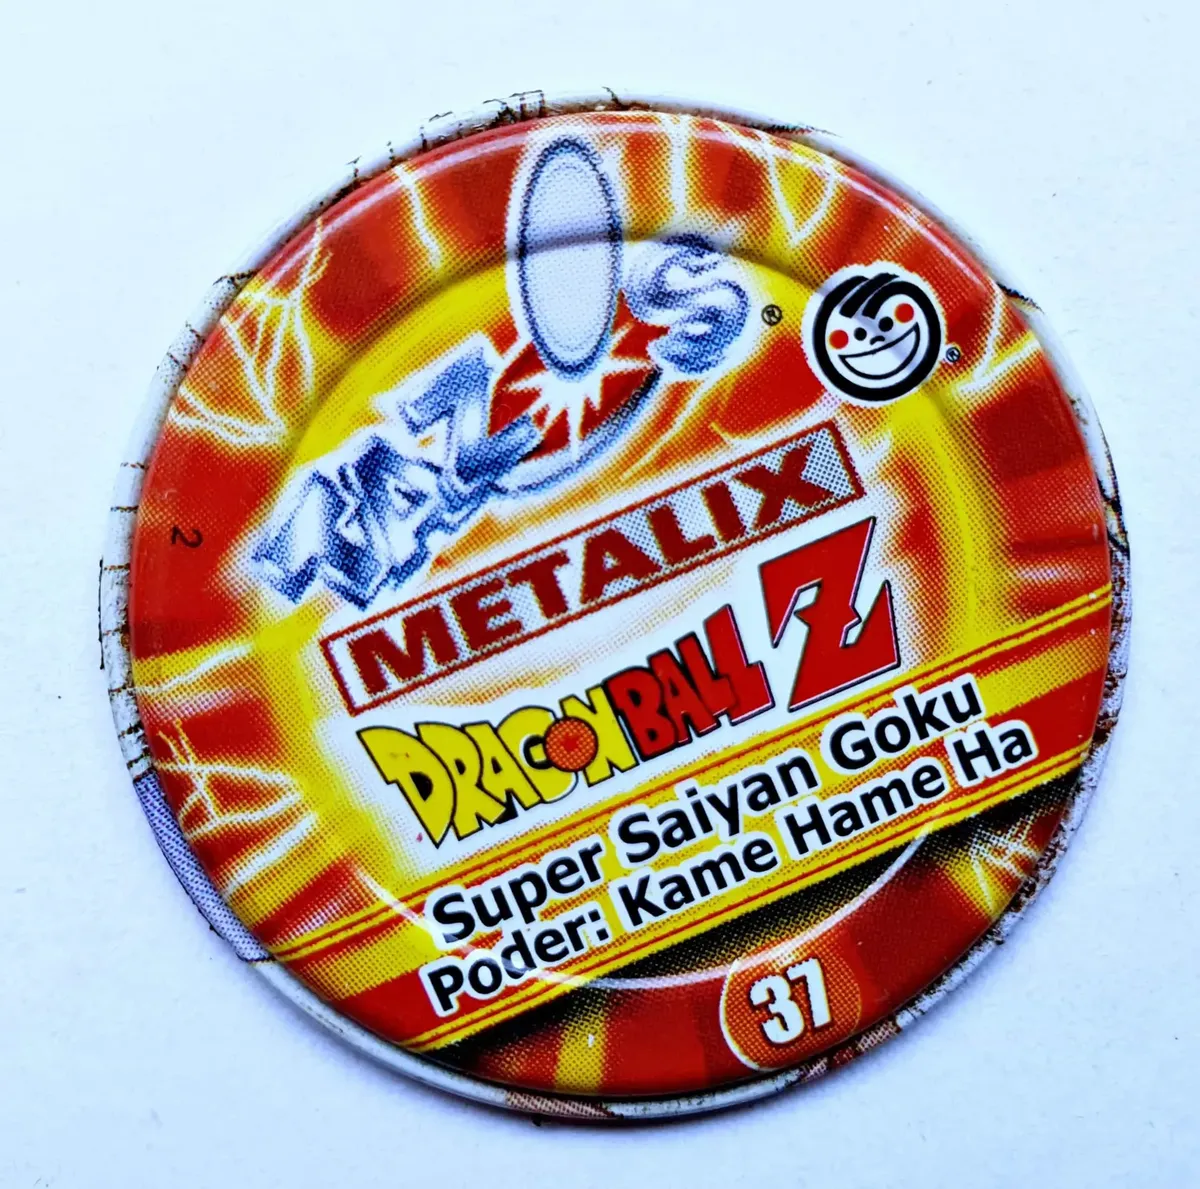 TAZOS ®
®
METALIX
DRAGON BALL Z
Super Saiyan Goku
Poder: Kame Hame Ha
37
2